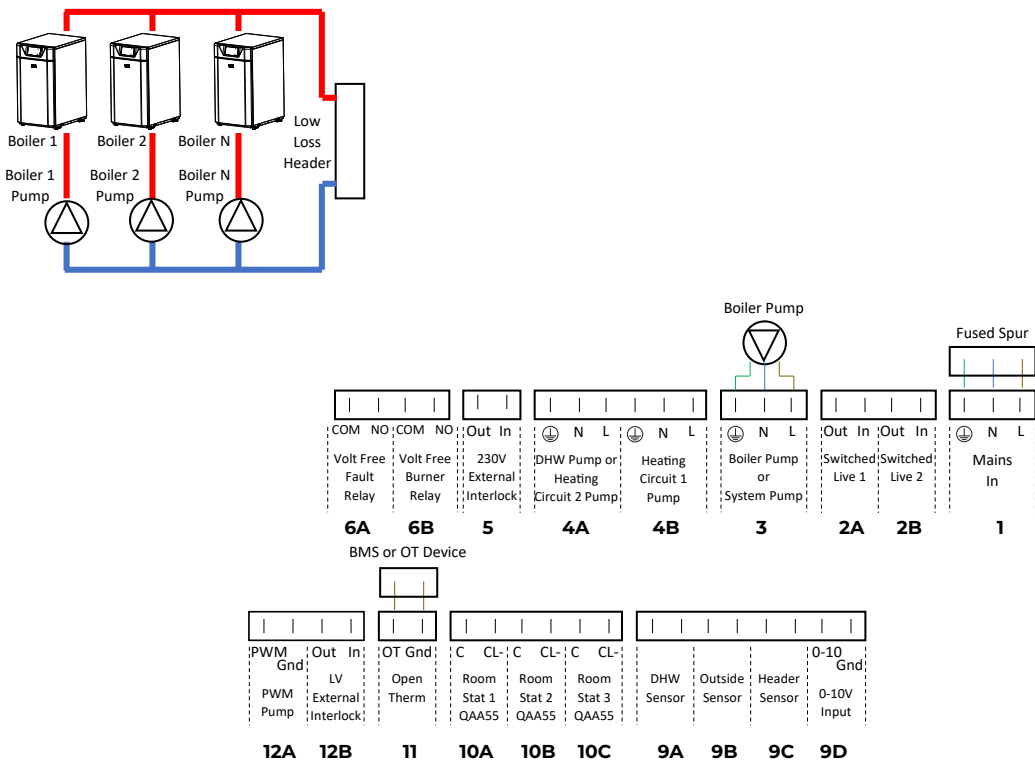 Boiler 1
Boiler 2
Boiler N
Low
Loss
Header
Boiler 1
Pump
Boiler 2
Pump
Boiler N
Pump
Boiler Pump
Fused Spur
COM NO COM NO Out In N L N L N L Out In Out In N L
Volt Free
Fault
Relay
Volt Free
Burner
Relay
230V
External
Interlock
DHW Pump or
Heating
Circuit 2 Pump
Heating
Circuit 1
Pump
Boiler Pump
or
System Pump
Switched
Live 1
Switched
Live 2
Mains
In
6A 6B 5 4A 4B 3 2A 2B 1
BMS or OT Device
PWM Gnd Out In OT Gnd C CL- C CL- C CL- 0-10 Gnd
PWM
Pump
LV
External
Interlock
Open
Therm
Room
Stat 1
QAA55
Room
Stat 2
QAA55
Room
Stat 3
QAA55
DHW
Sensor
Outside
Sensor
Header
Sensor
0-10V
Input
12A 12B 11 10A 10B 10C 9A 9B 9C 9D